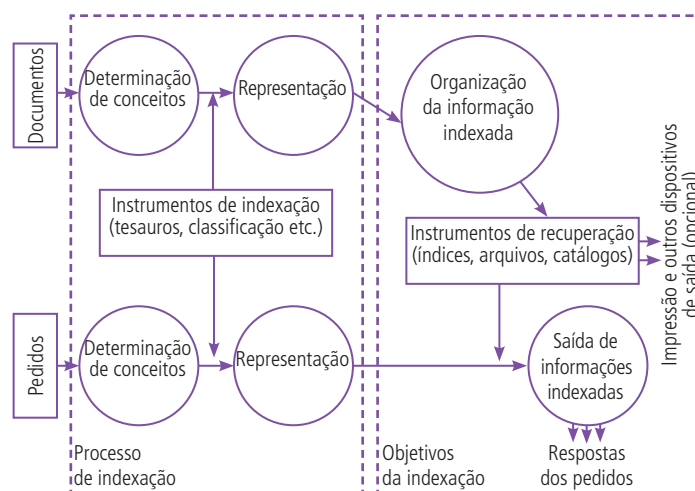 Documentos
Determinação
de conceitos
Representação
Organização
da informação
indexada
Instrumentos de indexação
(tesauros, classificação etc.)
Instrumentos de recuperação
(índices, arquivos, catálogos)
Impressão e outros dispositivos
de saída (opcional)
Pedidos
Determinação
de conceitos
Representação
Saída de
informações
indexadas
Processo
de indexação
Objetivos
da indexação
Respostas
dos pedidos